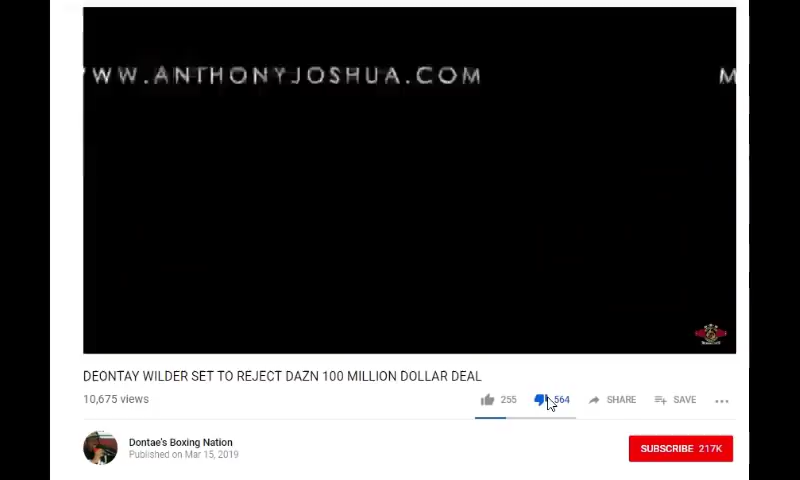 WW.ANTHONYJOSHUA.COM M
DEONTAY WILDER SET TO REJECT DAZN 100 MILLION DOLLAR DEAL
10,675 views 255 564 SHARE SAVE
Dontae's Boxing Nation
Published on Mar 15, 2019
SUBSCRIBE 217K